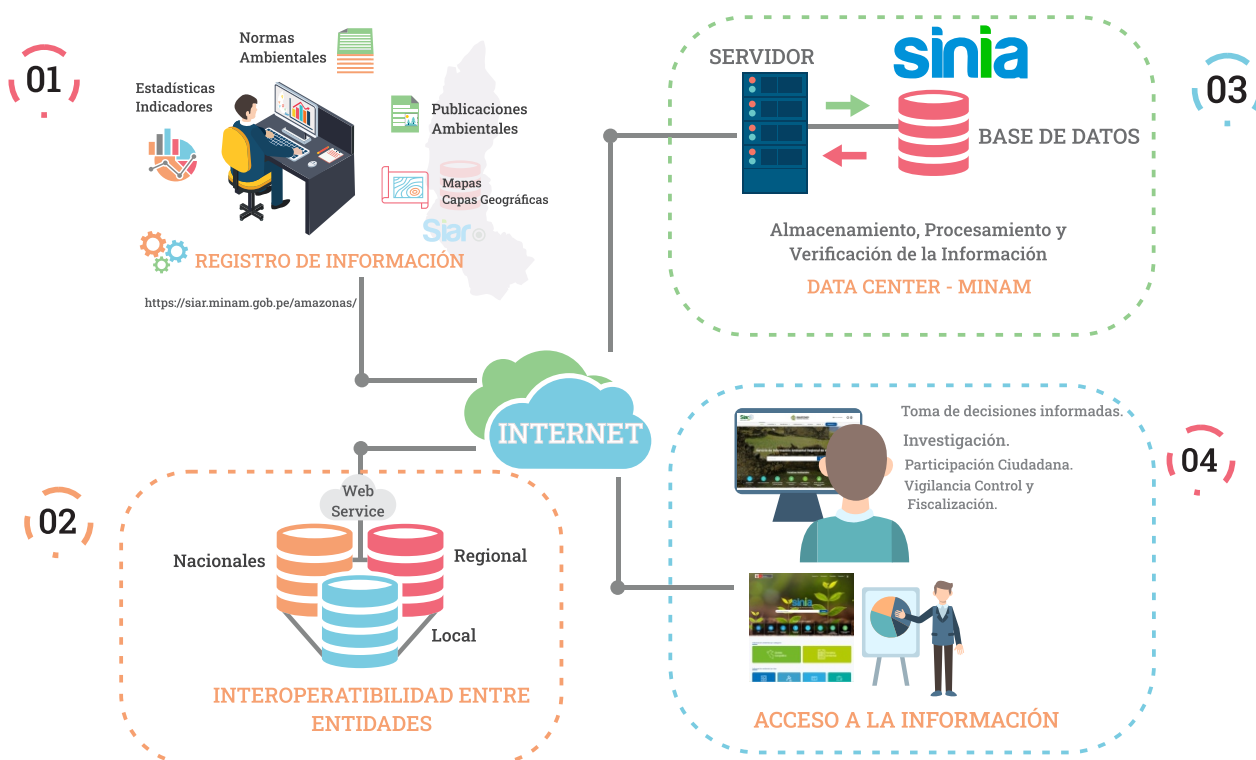 01
Normas
Ambientales
Estadísticas
Indicadores
Publicaciones
Ambientales
Mapas
Capas Geográficas
Siar
REGISTRO DE INFORMACIÓN
https://siar.minam.gob.pe/amazonas/
INTERNET
02
Web
Service
Nacionales
Regional
Local
INTEROPERATIBILIDAD ENTRE
ENTIDADES
03
SERVIDOR
sinia
BASE DE DATOS
Almacenamiento, Procesamiento y
Verificación de la Información
DATA CENTER - MINAM
04
Toma de decisiones informadas.
Investigación.
Participación Ciudadana.
Vigilancia Control y
Fiscalización.
sinia
ACCESO A LA INFORMACIÓN